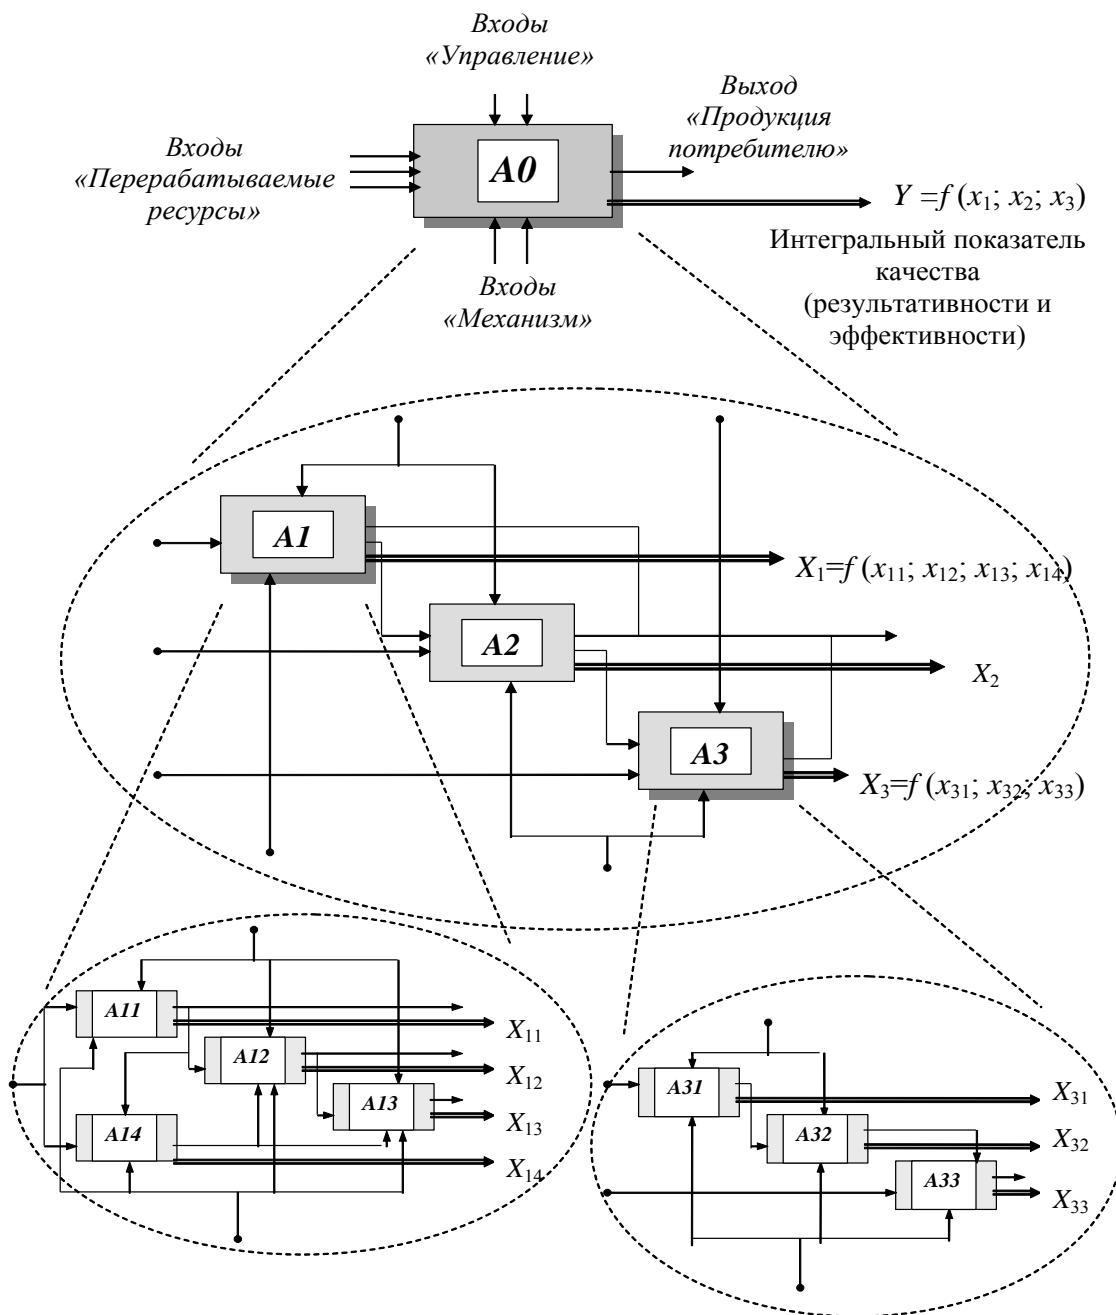 Входы
«Управление»
Выход
«Продукция
потребителю»
Входы
«Перерабатываемые
ресурсы»
A0
Y =f (x₁; x₂; x₃)
Интегральный показатель
качества
(результативности и
эффективности)
Входы
«Механизм»
A1
X₁=f (x₁₁; x₁₂; x₁₃; x₁₄)
A2
X₂
A3
X₃=f (x₃₁; x₃₂; x₃₃)
A11
X₁₁
A12
X₁₂
A13
X₁₃
A14
X₁₄
A31
X₃₁
A32
X₃₂
A33
X₃₃